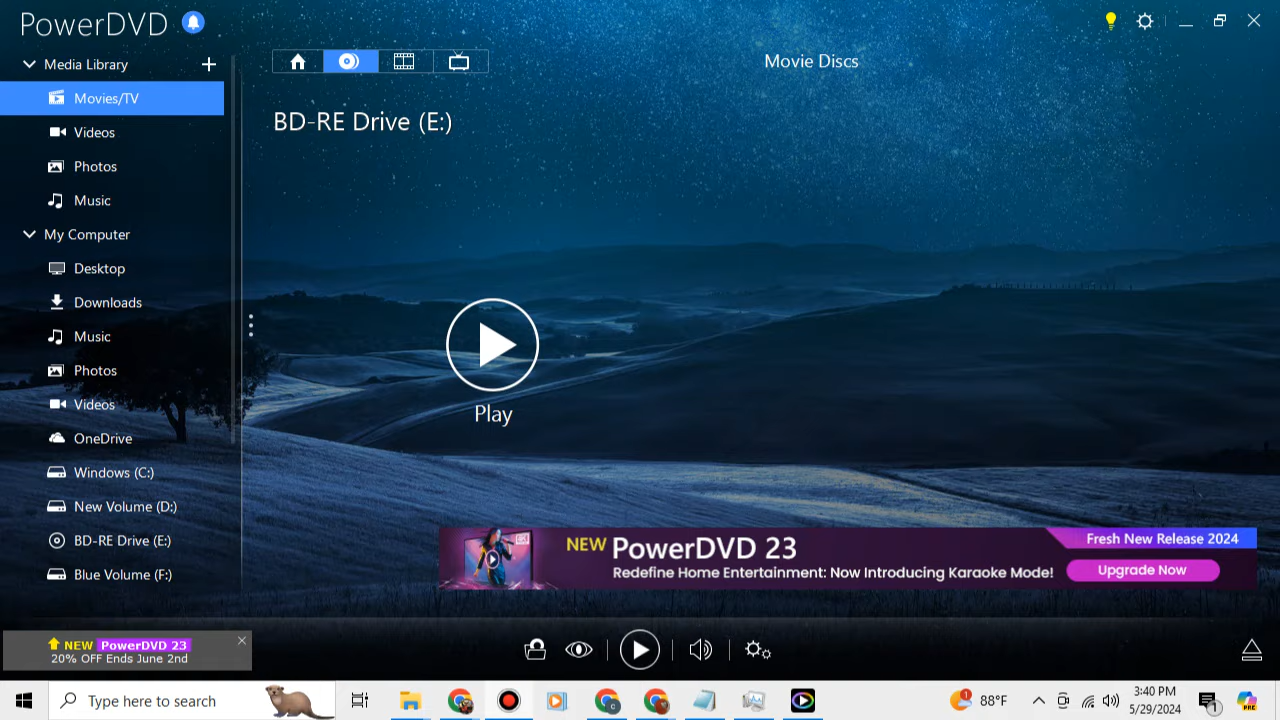 PowerDVD
Media Library
Movies/TV
Videos
Photos
Music
My Computer
Desktop
Downloads
Music
Photos
Videos
OneDrive
Windows (C:)
New Volume (D:)
BD-RE Drive (E:)
Blue Volume (F:)
Movie Discs
BD-RE Drive (E:)
Play
NEW PowerDVD 23
Redefine Home Entertainment: Now Introducing Karaoke Mode!
Fresh New Release 2024
Upgrade Now
NEW PowerDVD 23
20% OFF Ends June 2nd
Type here to search
1
88°F
3:40 PM
5/29/2024
1
PRE